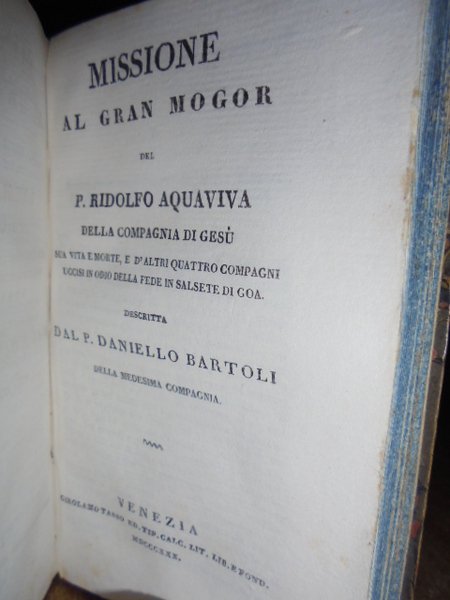 MISSIONE
AL GRAN MOGOR
DEL
P. RIDOLFO AQUAVIVA
DELLA COMPAGNIA DI GESÙ
SUA VITA E MORTE, E D'ALTRI QUATTRO COMPAGNI
UCCISI IN ODIO DELLA FEDE IN SALSETE DI GOA.
DESCRITTA
DAL P. DANIELLO BARTOLI
DELLA MEDESIMA COMPAGNIA.
VENEZIA
GIROLAMO TASSO ED. TIP. CALC. LIT. LIB. E FOND.
MDCCCXXX.